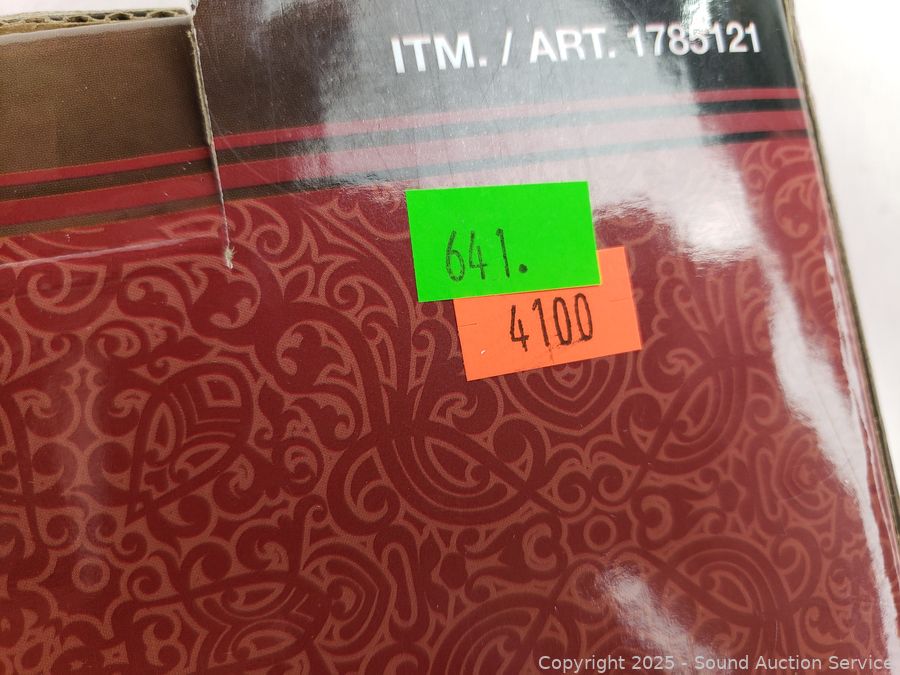 ITM. / ART. 1785121
641.
4100
Copyright 2025 - Sound Auction Service